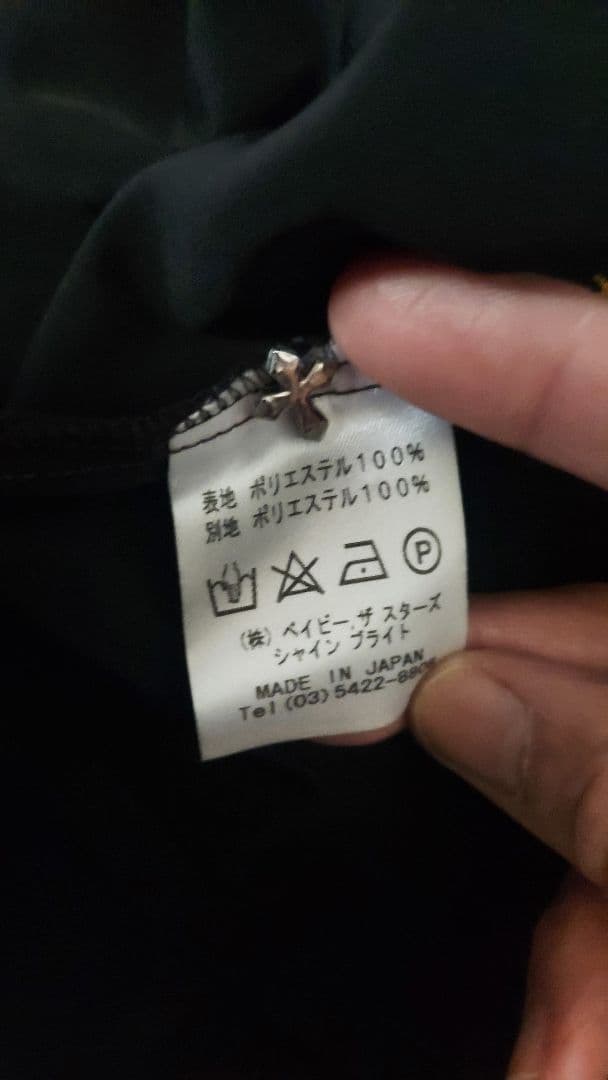 表地 ポリエステル100%
別地 ポリエステル100%
P
(株) ベイビー,ザ スターズ
シャイン ブライト
MADE IN JAPAN
Tel (03) 5422-880